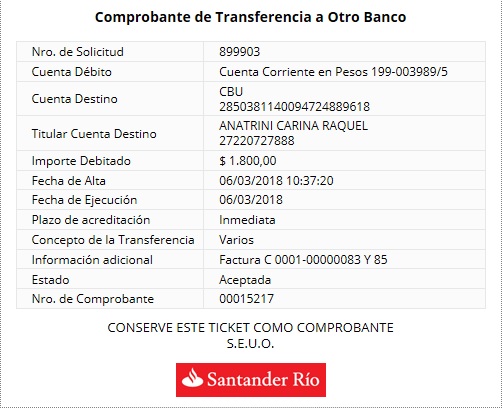 Comprobante de Transferencia a Otro Banco
Nro. de Solicitud 899903
Cuenta Débito Cuenta Corriente en Pesos 199-003989/5
Cuenta Destino CBU
2850381140094724889618
Titular Cuenta Destino ANATRINI CARINA RAQUEL
27220727888
Importe Debitado $ 1.800,00
Fecha de Alta 06/03/2018 10:37:20
Fecha de Ejecución 06/03/2018
Plazo de acreditación Inmediata
Concepto de la Transferencia Varios
Información adicional Factura C 0001-00000083 Y 85
Estado Aceptada
Nro. de Comprobante 00015217
CONSERVE ESTE TICKET COMO COMPROBANTE
S.E.U.O.
Santander Río